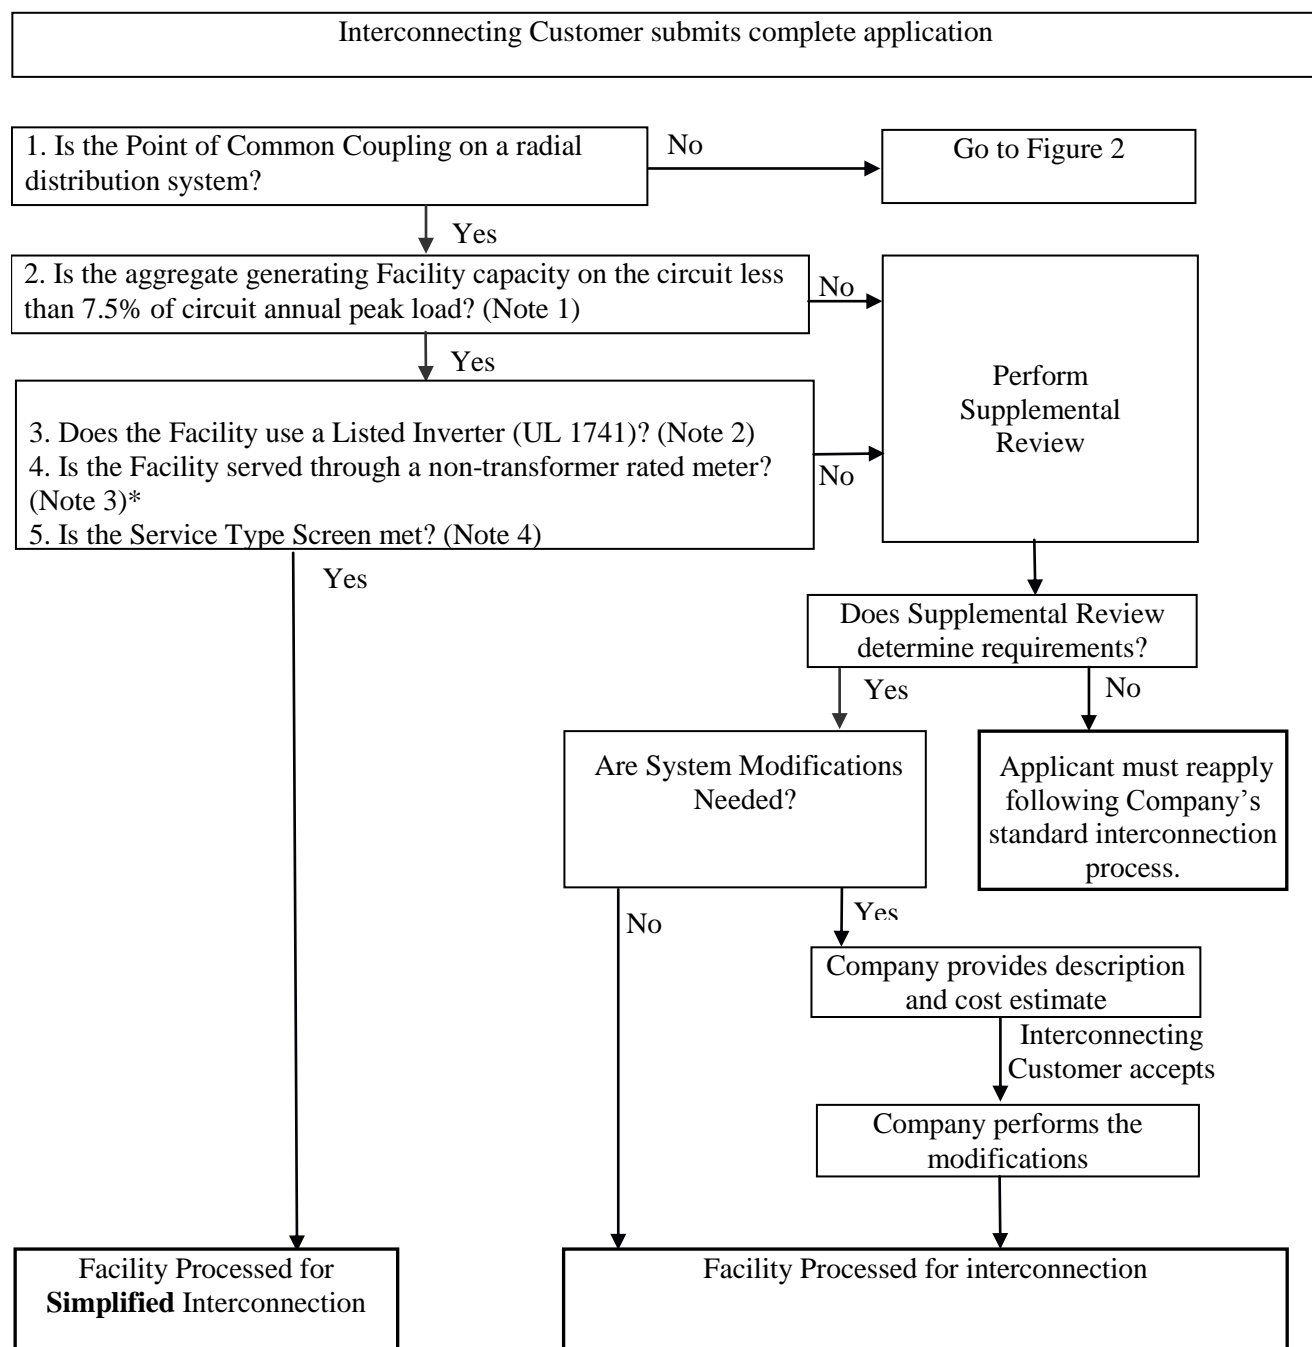 Interconnecting Customer submits complete application
1. Is the Point of Common Coupling on a radial
distribution system?
No
Go to Figure 2
Yes
2. Is the aggregate generating Facility capacity on the circuit less
than 7.5% of circuit annual peak load? (Note 1)
No
Yes
Perform
Supplemental
Review
3. Does the Facility use a Listed Inverter (UL 1741)? (Note 2)
4. Is the Facility served through a non-transformer rated meter?
(Note 3)*
5. Is the Service Type Screen met? (Note 4)
No
Yes
Does Supplemental Review
determine requirements?
Yes
No
Are System Modifications
Needed?
Applicant must reapply
following Company’s
standard interconnection
process.
No
Yes
Company provides description
and cost estimate
Interconnecting
Customer accepts
Company performs the
modifications
Facility Processed for
Simplified Interconnection
Facility Processed for interconnection